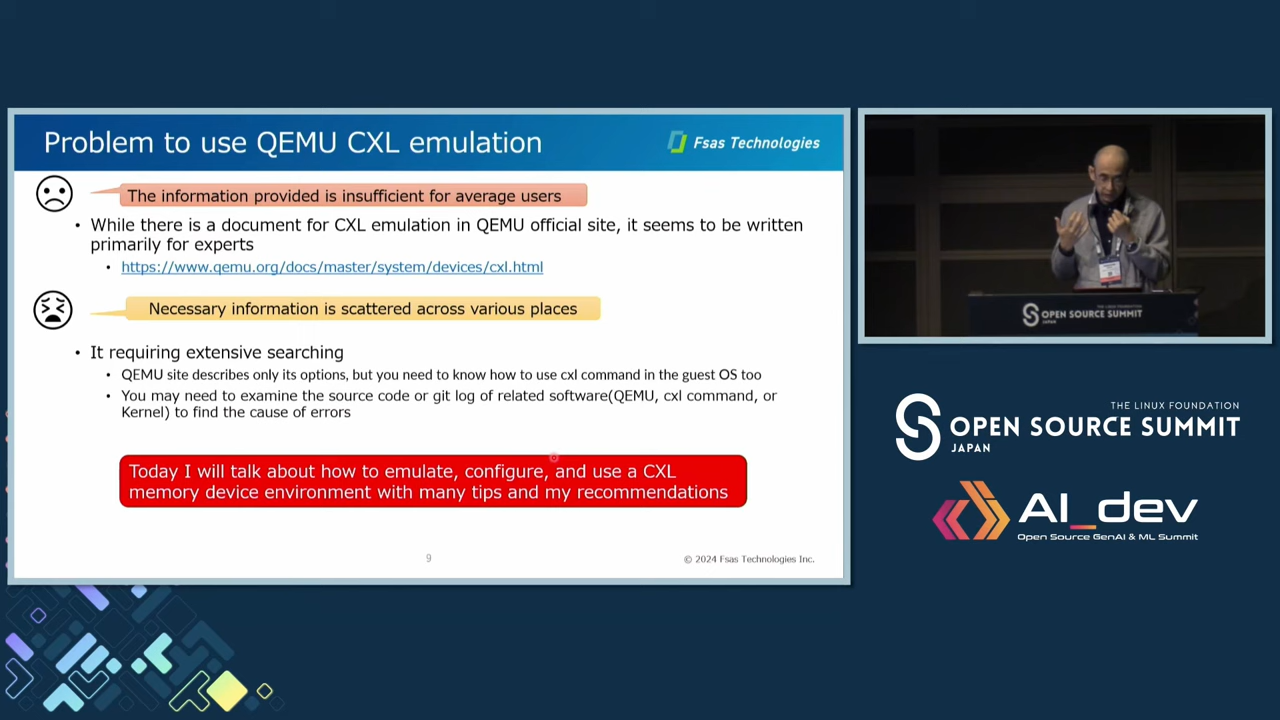 Problem to use QEMU CXL emulation
Fsas Technologies
The information provided is insufficient for average users
• While there is a document for CXL emulation in QEMU official site, it seems to be written
primarily for experts
• https://www.qemu.org/docs/master/system/devices/cxl.html
Necessary information is scattered across various places
• It requiring extensive searching
• QEMU site describes only its options, but you need to know how to use cxl command in the guest OS too
• You may need to examine the source code or git log of related software(QEMU, cxl command, or
Kernel) to find the cause of errors
Today I will talk about how to emulate, configure, and use a CXL
memory device environment with many tips and my recommendations
9
© 2024 Fsas Technologies Inc.
THE LINUX FOUNDATION
OPEN SOURCE SUMMIT
JAPAN
THE LINUX FOUNDATION
OPEN SOURCE SUMMIT
JAPAN
AI_dev
Open Source GenAI & ML Summit